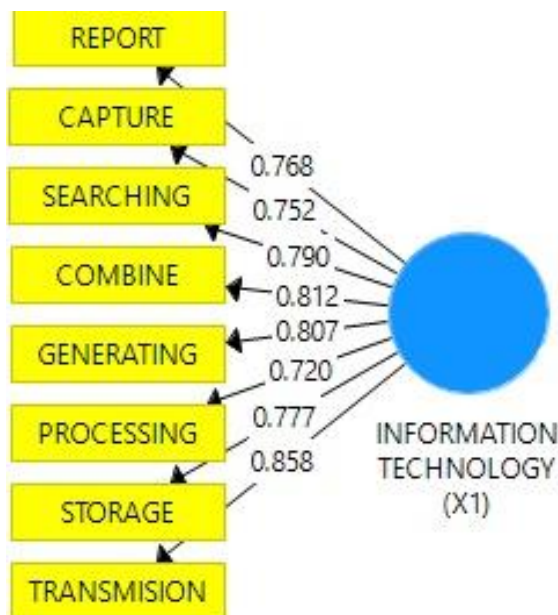 REPORT
CAPTURE
SEARCHING
COMBINE
GENERATING
PROCESSING
STORAGE
TRANSMISION
0.768
0.752
0.790
0.812
0.807
0.720
0.777
0.858
INFORMATION
TECHNOLOGY
(X1)